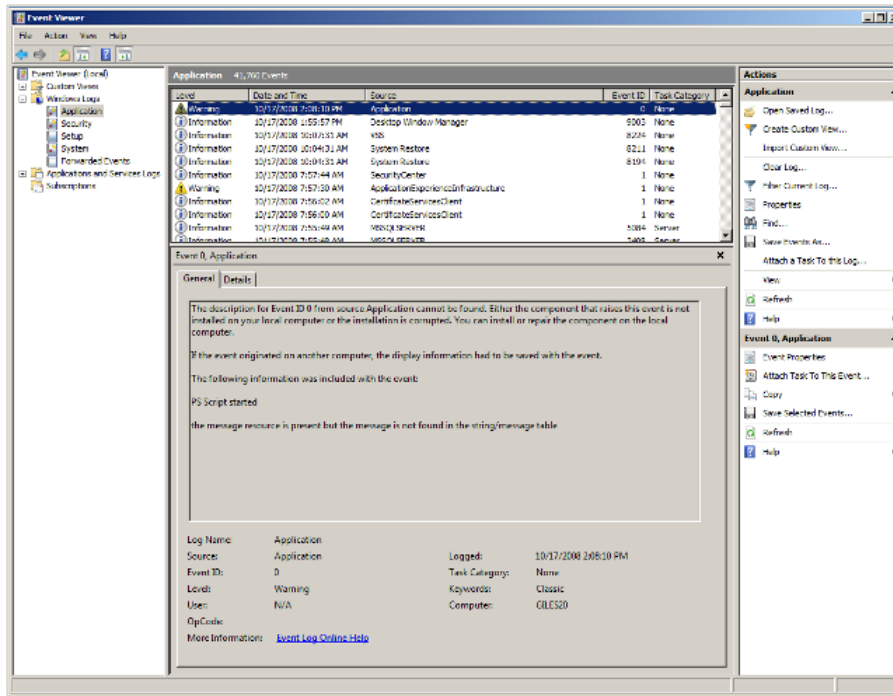 Event Viewer
File Action View Help
Event Viewer (Local)
Custom Views
Windows Logs
Application
Security
Setup
System
Forwarded Events
Applications and Services Logs
Subscriptions
Application 41,760 Events
Level Date and Time Source Event ID Task Category
Warning 10/17/2008 2:08:10 PM Application 0 None
Information 10/17/2008 1:55:57 PM Desktop Window Manager 9003 None
Information 10/17/2008 10:07:31 AM VSS 8224 None
Information 10/17/2008 10:04:31 AM System Restore 8211 None
Information 10/17/2008 10:04:31 AM System Restore 8194 None
Information 10/17/2008 7:57:44 AM SecurityCenter 1 None
Warning 10/17/2008 7:57:30 AM ApplicationExperienceInfrastructure 1 None
Information 10/17/2008 7:56:02 AM CertificateServicesClient 1 None
Information 10/17/2008 7:56:00 AM CertificateServicesClient 1 None
Information 10/17/2008 7:55:49 AM MSSQLSERVER 5084 Server
Information 10/17/2008 7:55:49 AM MSSQLSERVER Server
Event 0, Application
General Details
The description for Event ID 0 from source Application cannot be found. Either the component that raises this event is not
installed on your local computer or the installation is corrupted. You can install or repair the component on the local
computer.
If the event originated on another computer, the display information had to be saved with the event.
The following information was included with the event:
PS Script started
the message resource is present but the message is not found in the string/message table
Log Name: Application
Source: Application Logged: 10/17/2008 2:08:10 PM
Event ID: 0 Task Category: None
Level: Warning Keywords: Classic
User: N/A Computer: GILES20
OpCode:
More Information: Event Log Online Help
Actions
Application
Open Saved Log...
Create Custom View...
Import Custom View...
Clear Log...
Filter Current Log...
Properties
Find...
Save Events As...
Attach a Task To this Log...
View
Refresh
Help
Event 0, Application
Event Properties
Attach Task To This Event...
Copy
Save Selected Events...
Refresh
Help